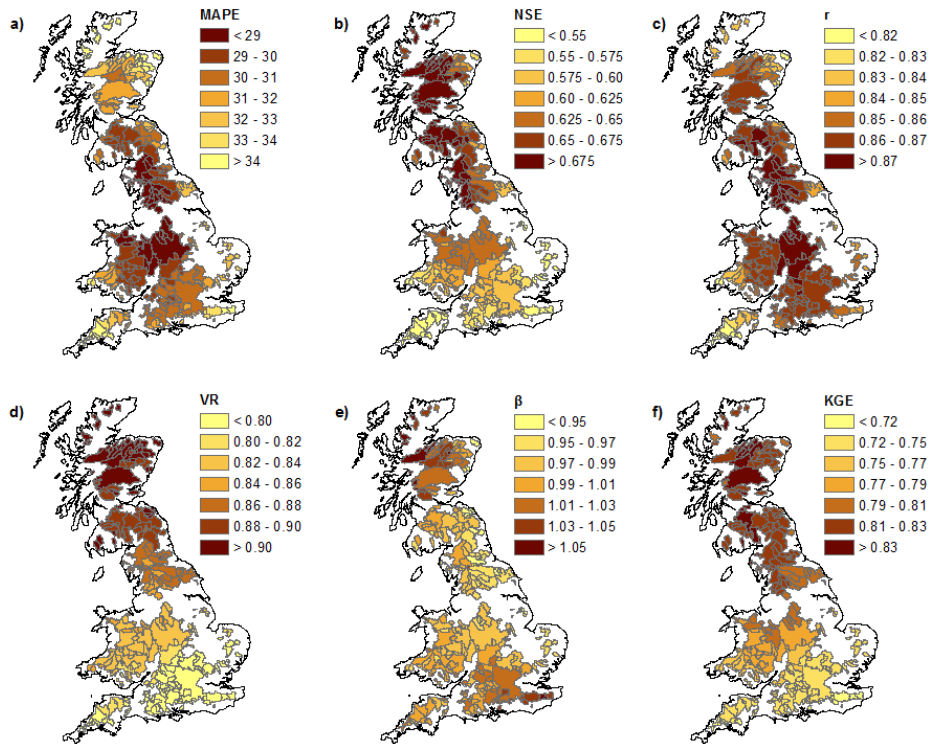 a)
MAPE
< 29
29 - 30
30 - 31
31 - 32
32 - 33
33 - 34
> 34
b)
NSE
< 0.55
0.55 - 0.575
0.575 - 0.60
0.60 - 0.625
0.625 - 0.65
0.65 - 0.675
> 0.675
c)
r
< 0.82
0.82 - 0.83
0.83 - 0.84
0.84 - 0.85
0.85 - 0.86
0.86 - 0.87
> 0.87
d)
VR
< 0.80
0.80 - 0.82
0.82 - 0.84
0.84 - 0.86
0.86 - 0.88
0.88 - 0.90
> 0.90
e)
β
< 0.95
0.95 - 0.97
0.97 - 0.99
0.99 - 1.01
1.01 - 1.03
1.03 - 1.05
> 1.05
f)
KGE
< 0.72
0.72 - 0.75
0.75 - 0.77
0.77 - 0.79
0.79 - 0.81
0.81 - 0.83
> 0.83